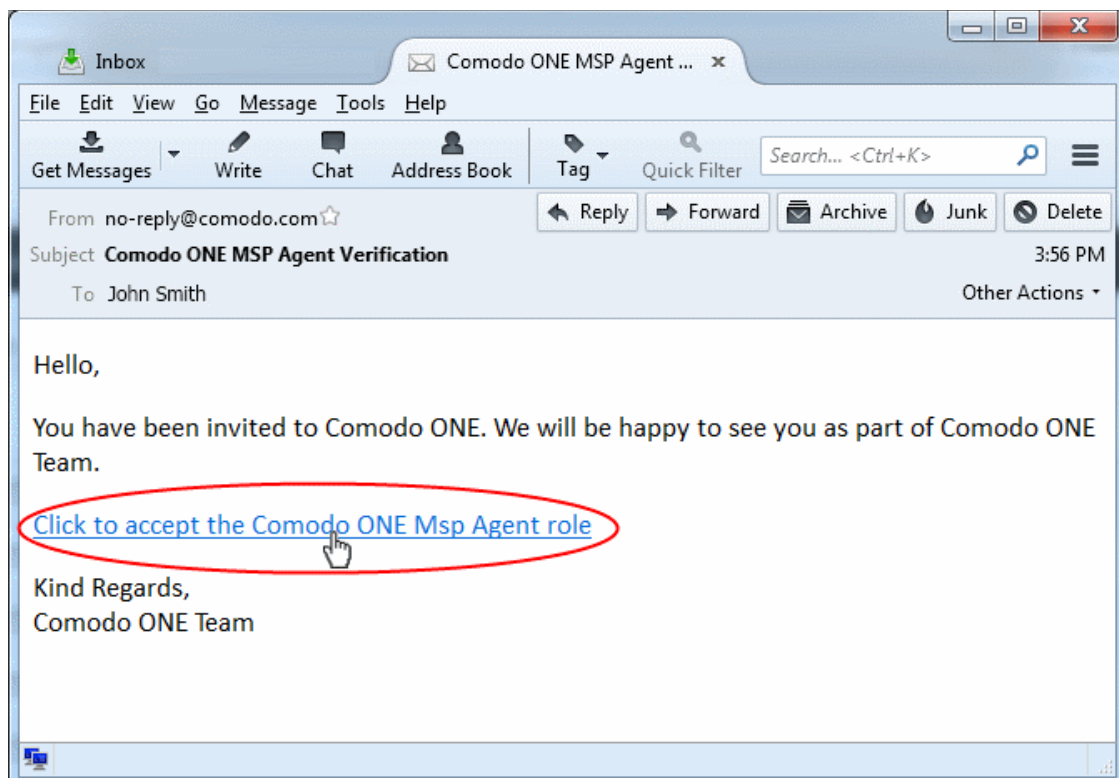 Inbox
Comodo ONE MSP Agent ...
File Edit View Go Message Tools Help
Get Messages Write Chat Address Book Tag Quick Filter Search... <Ctrl+K>
From no-reply@comodo.com Reply Forward Archive Junk Delete
Subject Comodo ONE MSP Agent Verification 3:56 PM
To John Smith Other Actions
Hello,
You have been invited to Comodo ONE. We will be happy to see you as part of Comodo ONE
Team.
Click to accept the Comodo ONE Msp Agent role
Kind Regards,
Comodo ONE Team